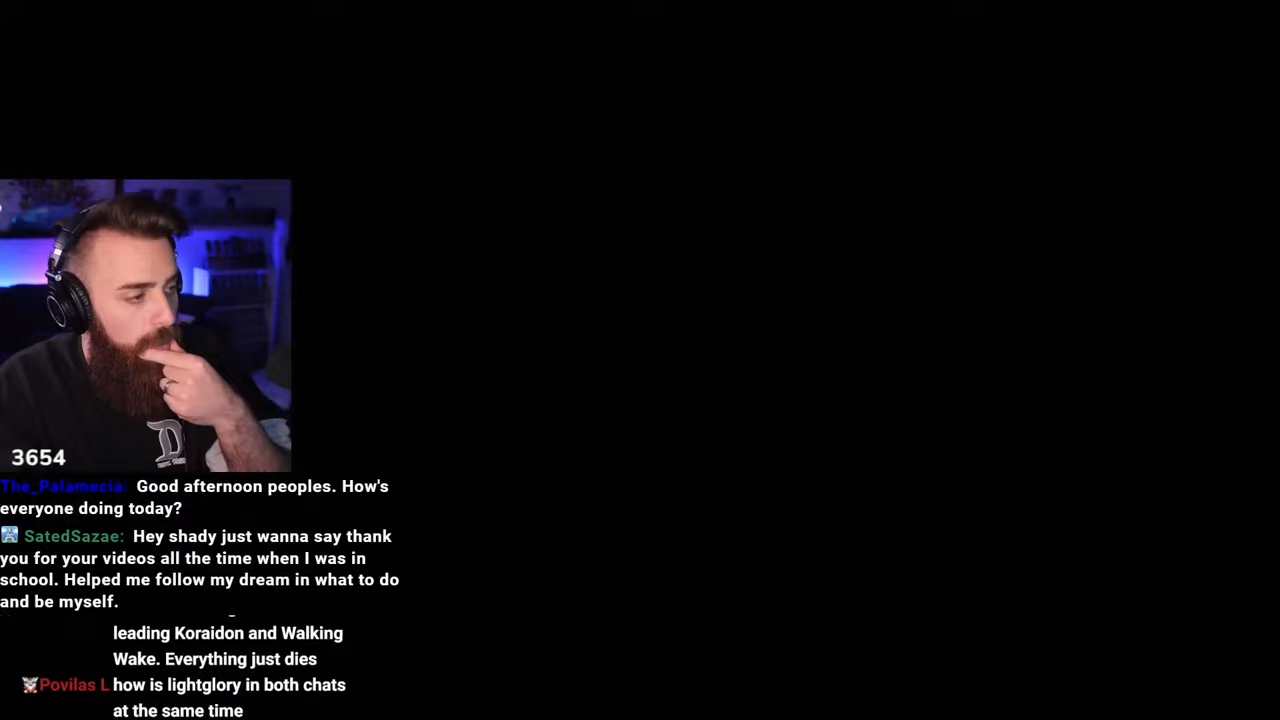 3654
The_Palamecia: Good afternoon peoples. How's
everyone doing today?
SatedSazae: Hey shady just wanna say thank
you for your videos all the time when I was in
school. Helped me follow my dream in what to do
and be myself.
leading Koraidon and Walking
Wake. Everything just dies
Povilas L how is lightglory in both chats
at the same time
D